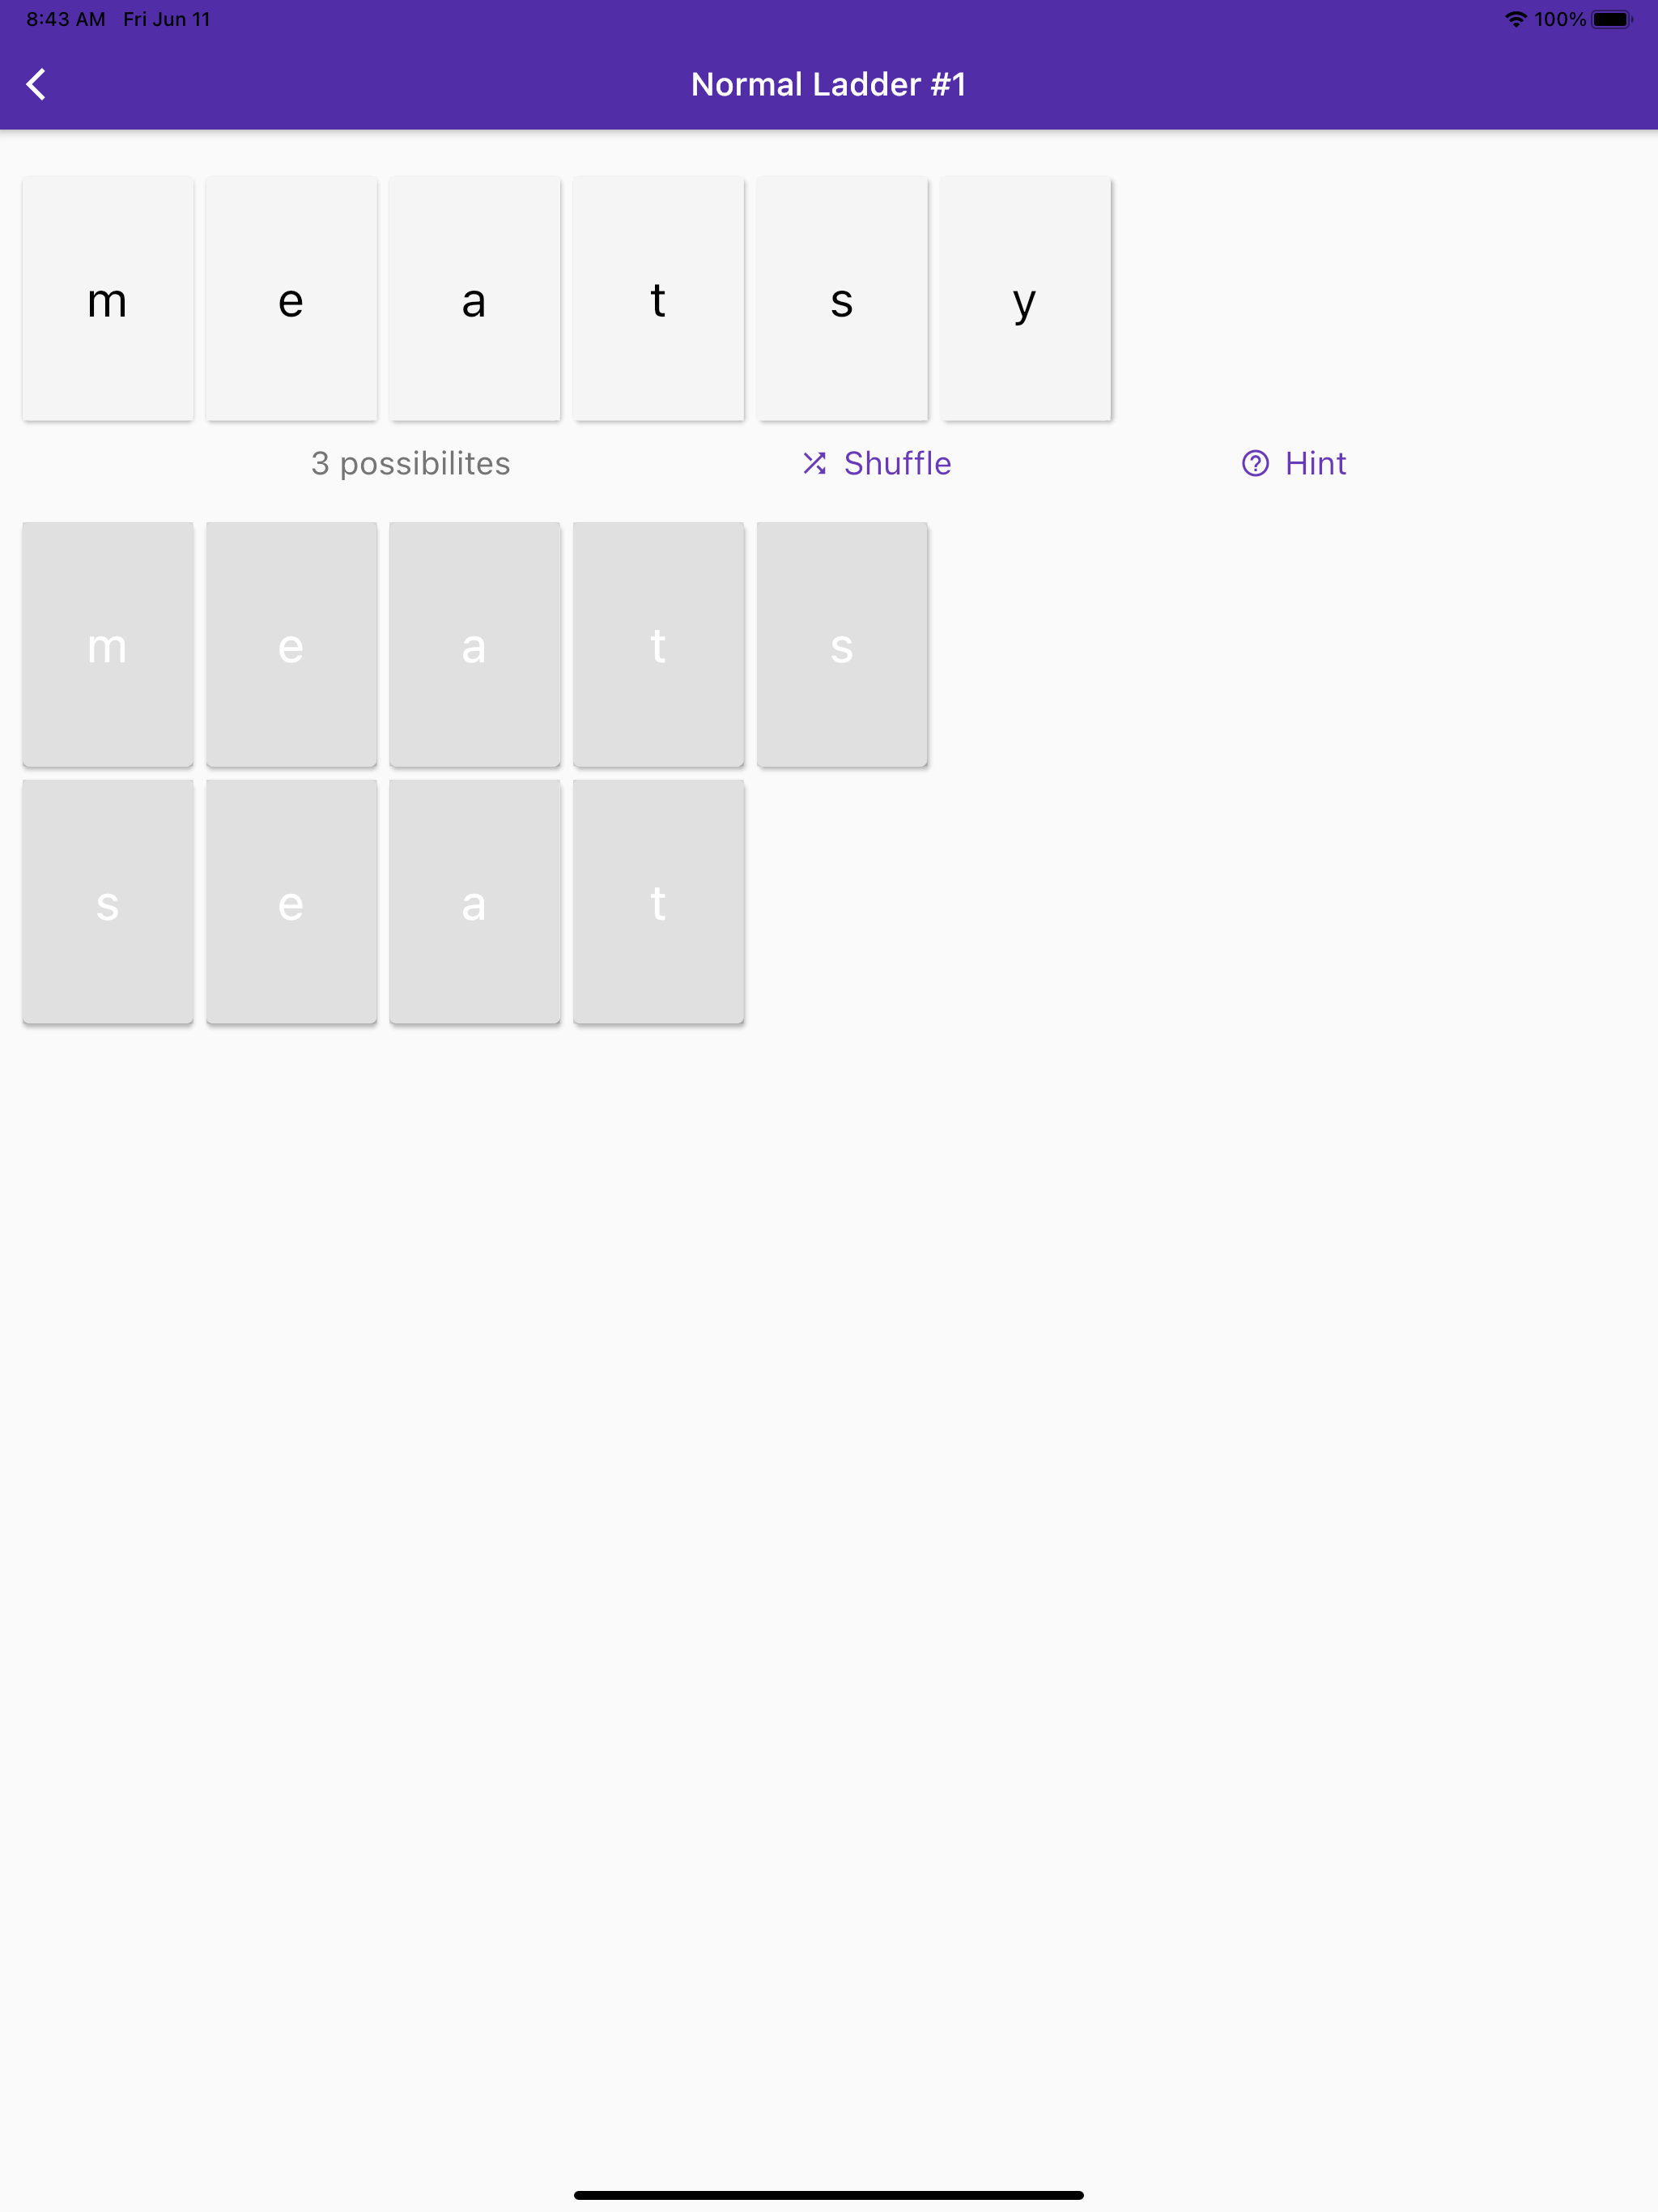 8:43 AM Fri Jun 11 100%
Normal Ladder #1
m e a t s y
3 possibilites Shuffle Hint
m e a t s
s e a t